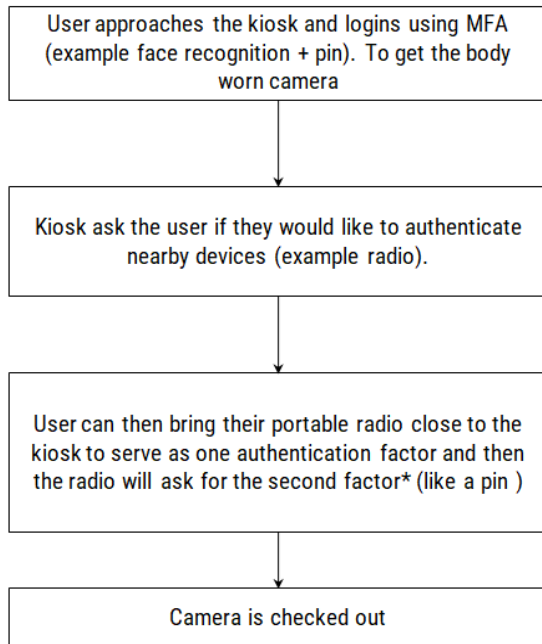 User approaches the kiosk and logins using MFA
(example face recognition + pin).  To get the body
worn camera
Kiosk ask the user if they would like to authenticate
nearby devices (example radio).
User can then bring their portable radio close to the
kiosk to serve as one authentication factor and then
the radio will ask for the second factor* (like a pin )
Camera is checked out